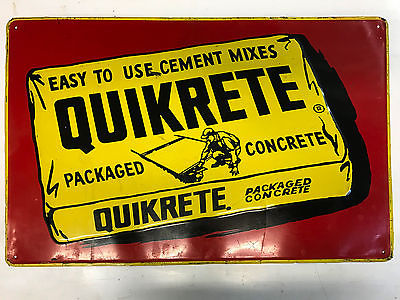 EASY TO USE CEMENT MIXES
QUIKRETE®
PACKAGED CONCRETE
QUIKRETE. PACKAGED
CONCRETE